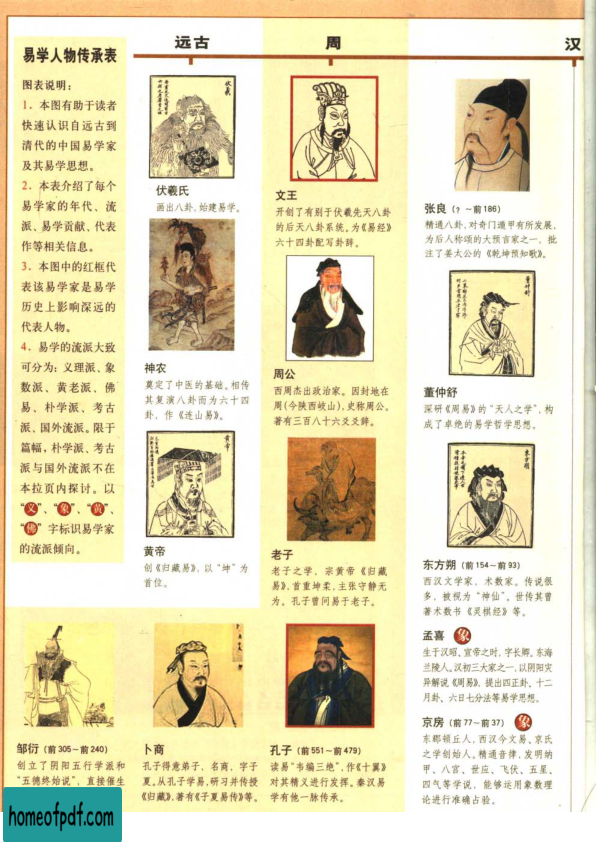 易学人物传承表
图表说明:
1.本图有助于读者
快速认识自远古到
清代的中国易学家
及其易学思想。
2.本表介绍了每个
易学家的年代、流
派、易学贡献、代表
作等相关信息。
3.本图中的红框代
表该易学家是易学
历史上影响深远的
代表人物。
4.易学的流派大致
可分为:义理派、象
数派、黄老派、佛
易、朴学派、考古
派、国外流派。限于
篇幅,朴学派、考古
派与国外流派不在
本拉页内探讨。以
“义”、“象”、“黄”、
“佛”字标识易学家
的流派倾向。
远古
周
汉
伏羲
伏羲氏
画出八卦,始建易学。
神农
奠定了中医的基础。相传
其复演八卦而为六十四
卦,作《连山易》。
黄帝
黄帝
创《归藏易》,以“坤”为
首位。
文王
开创了有别于伏羲先天八卦
的后天八卦系统。为《易经》
六十四卦配写卦辞。
周公
西周杰出政治家。因封地在
周(今陕西岐山),史称周公。
著有三百八十六爻爻辞。
老子
老子之学,宗黄帝《归藏
易》,首重坤柔,主张守静无
为。孔子曾问易于老子。
张良(?～前186)
精通八卦,对奇门遁甲有所发展,
为后人称颂的大预言家之一,批
注了姜太公的《乾坤预知歌》。
董仲舒
董仲舒
深研《周易》的“天人之学”,构
成了卓绝的易学哲学思想。
东方朔
东方朔(前154～前93)
西汉文学家、术数家。传说很
多,被视为“神仙”。世传其曾
著术数书《灵棋经》等。
孟喜 象
生于汉昭、宣帝之时,字长卿。东海
兰陵人。汉初三大家之一,以阴阳灾
异解说《周易》,提出四正卦、十二
月卦、六日七分法等易学思想。
京房(前77～前37) 象
东郡顿丘人,西汉今文易、京氏
之学创始人。精通音律,发明纳
甲、八宫、世应、飞伏、五星、
四气等学说,能够运用象数理
论进行准确占验。
邹衍(前305～前240)
创立了阴阳五行学派和
“五德终始说”,直接催生
卜商
孔子得意弟子,名商,字子
夏。从孔子学易,研习并传授
《归藏》,著有《子夏易传》等。
孔子(前551～前479)
读易“韦编三绝”,作《十翼》
对其精义进行发挥。秦汉易
学有他一脉传承。
homeofpdf.com